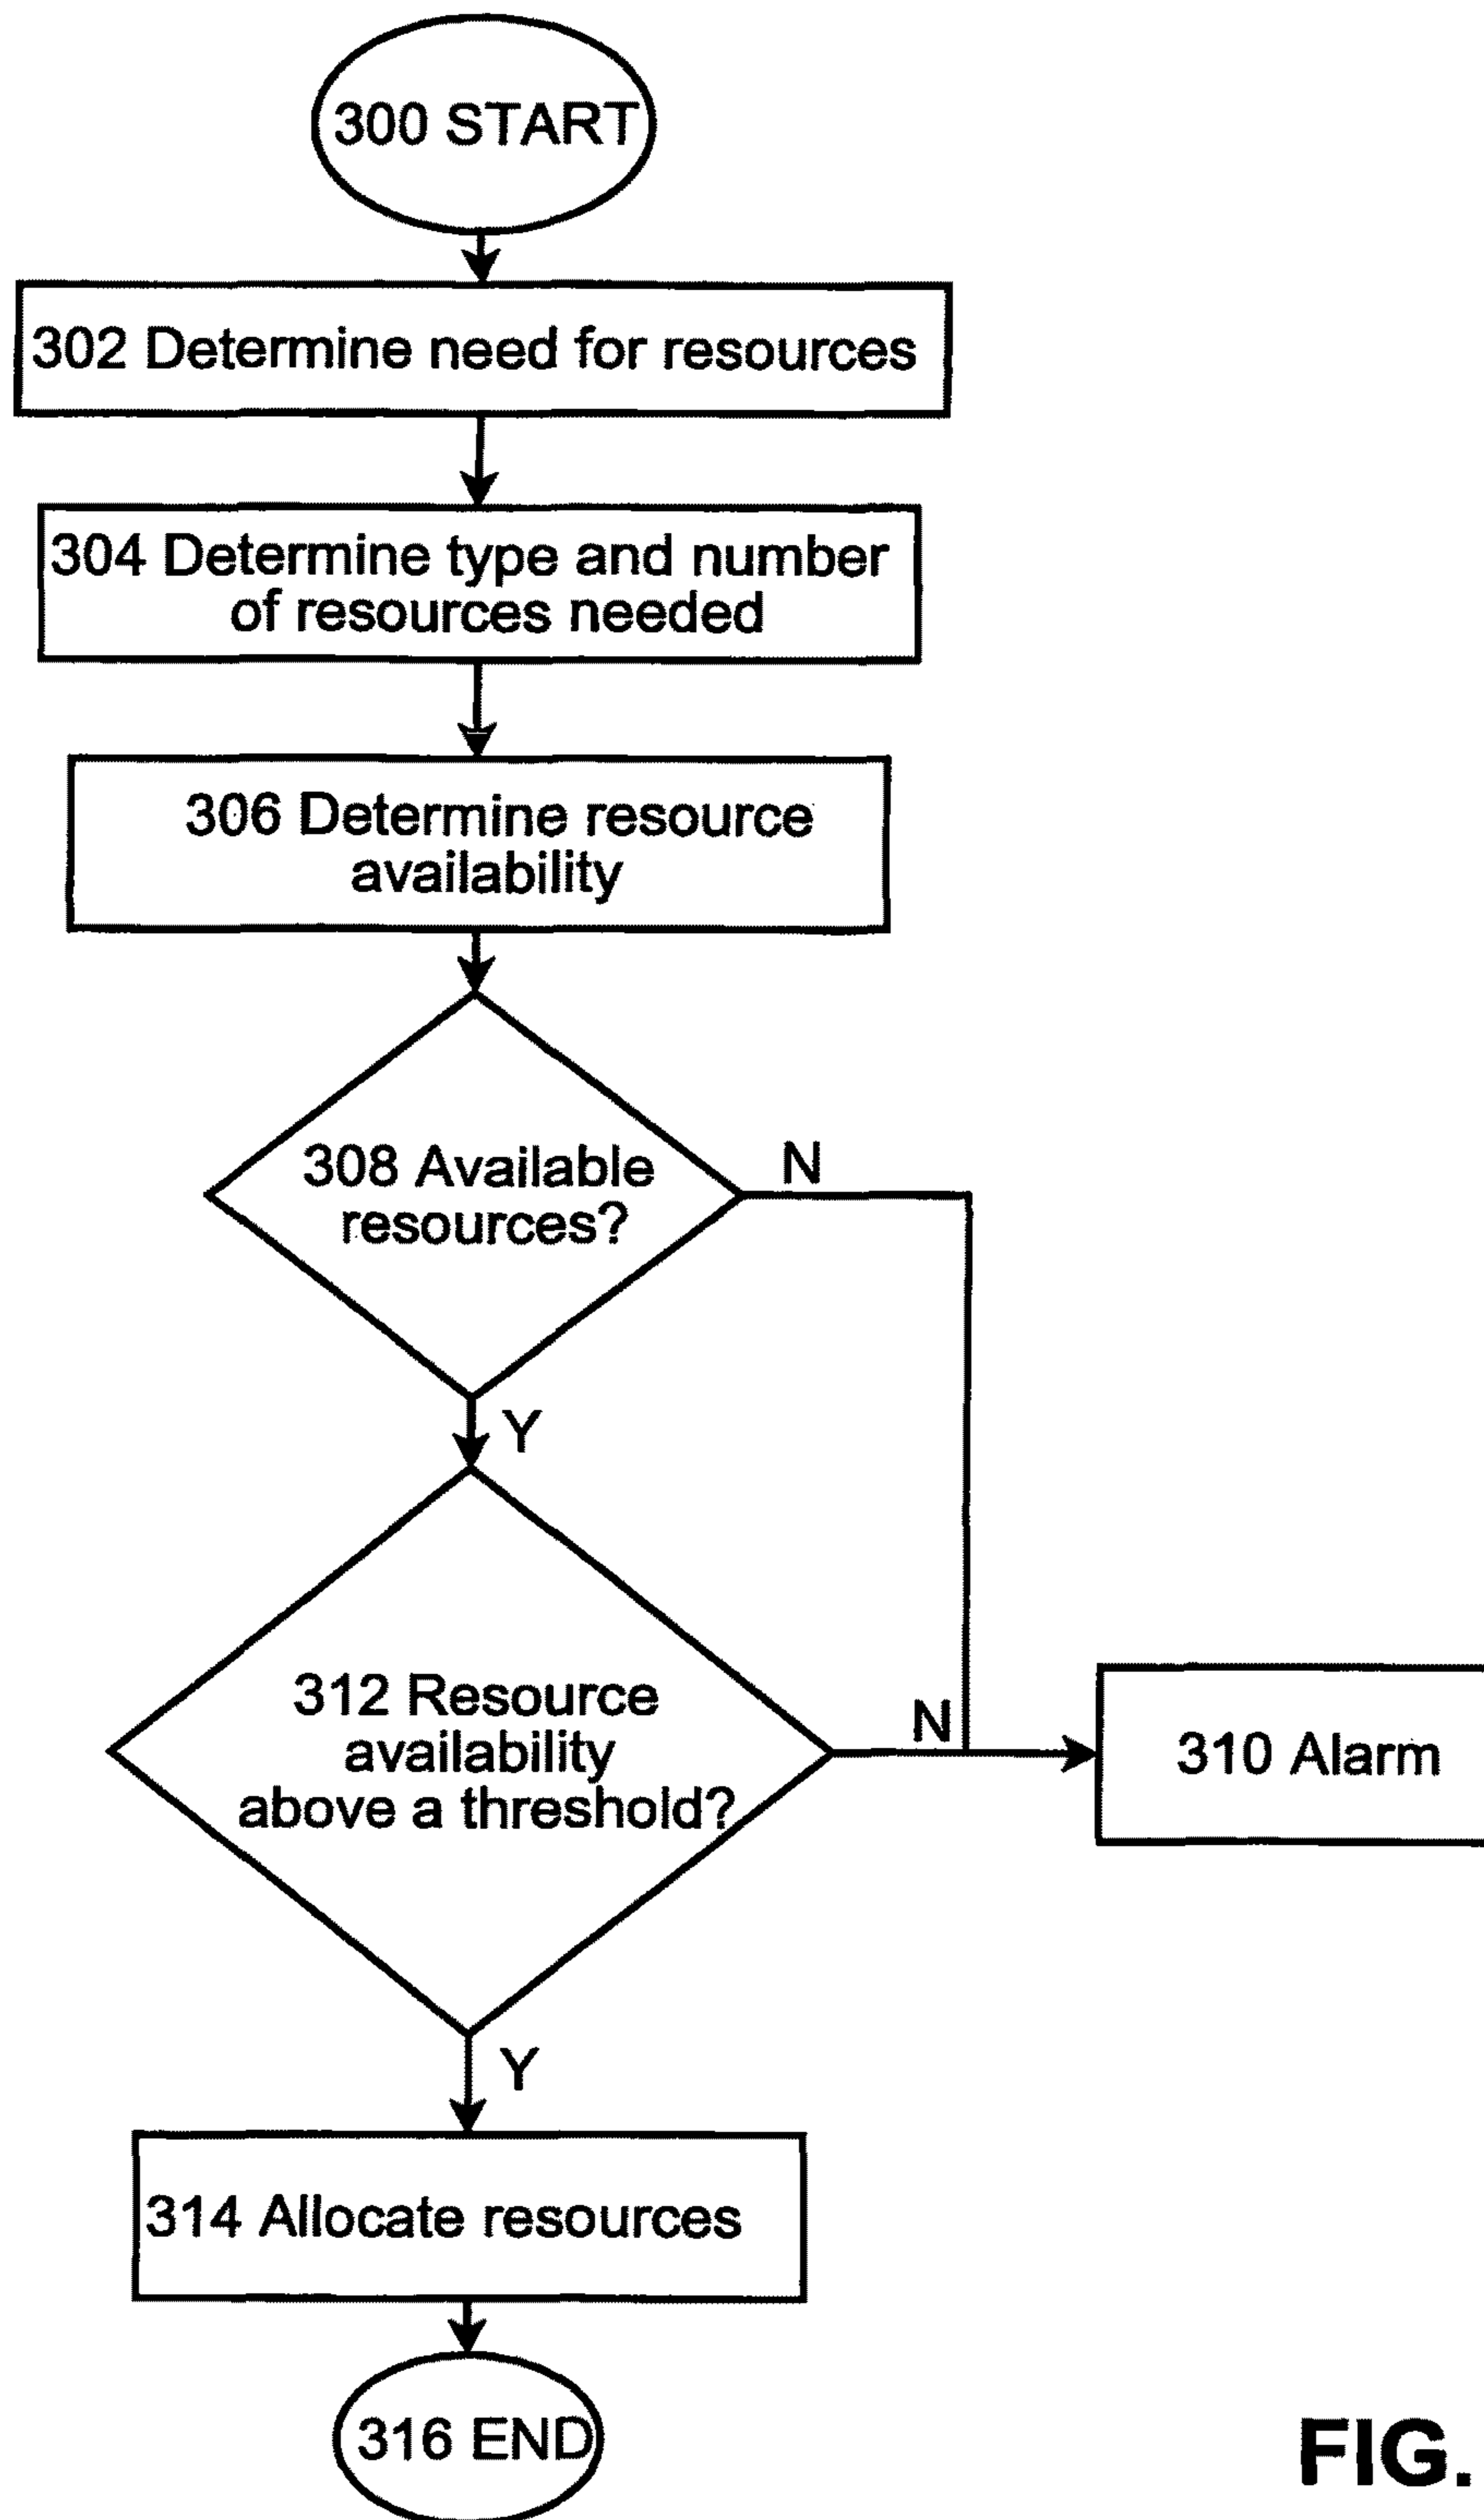 300 START
302 Determine need for resources
304 Determine type and number
of resources needed
306 Determine resource
availability
308 Available
resources?
N
Y
312 Resource
availability
above a threshold?
N
310 Alarm
Y
314 Allocate resources
316 END
FIG.